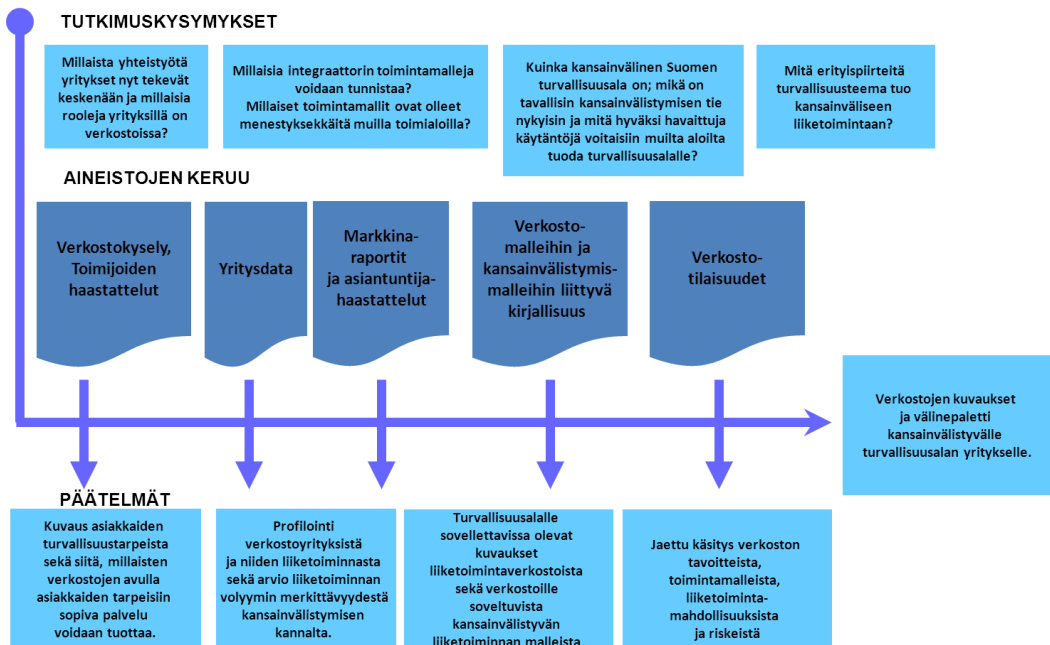 TUTKIMUSKYSYMYKSET
Millaista yhteistyötä
yritykset nyt tekevät
keskenään ja millaisia
rooleja yrityksillä on
verkostoissa?
Millaisia integraattorin toimintamalleja
voidaan tunnistaa?
Millaiset toimintamallit ovat olleet
menestyksekkäitä muilla toimialoilla?
Kuinka kansainvälinen Suomen
turvallisuusala on; mikä on
tavallisin kansainvälistymisen tie
nykyisin ja mitä hyväksi havaittuja
käytäntöjä voitaisiin muilta aloilta
tuoda turvallisuusalalle?
Mitä erityispiirteitä
turvallisuusteema tuo
kansainväliseen
liiketoimintaan?
AINEISTOJEN KERUU
Verkostokysely,
Toimijoiden
haastattelut
Yritysdata
Markkina-
raportit
ja asiantuntija-
haastattelut
Verkosto-
malleihin ja
kansainvälistymis-
malleihin liittyvä
kirjallisuus
Verkosto-
tilaisuudet
Verkostojen kuvaukset
ja välinepaletti
kansainvälistyvälle
turvallisuusalan yritykselle.
PÄÄTELMÄT
Kuvaus asiakkaiden
turvallisuustarpeista
sekä siitä, millaisten
verkostojen avulla
asiakkaiden tarpeisiin
sopiva palvelu
voidaan tuottaa.
Profilointi
verkostoyrityksistä
ja niiden liiketoiminnasta
sekä arvio liiketoiminnan
volyymin merkittävyydestä
kansainvälistymisen
kannalta.
Turvallisuusalalle
sovellettavissa olevat
kuvaukset
liiketoimintaverkostoista
sekä verkostoille
soveltuvista
kansainvälistyvän
liiketoiminnan malleista
Jaettu käsitys verkoston
tavoitteista,
toimintamalleista,
liiketoiminta-
mahdollisuuksista
ja riskeistä